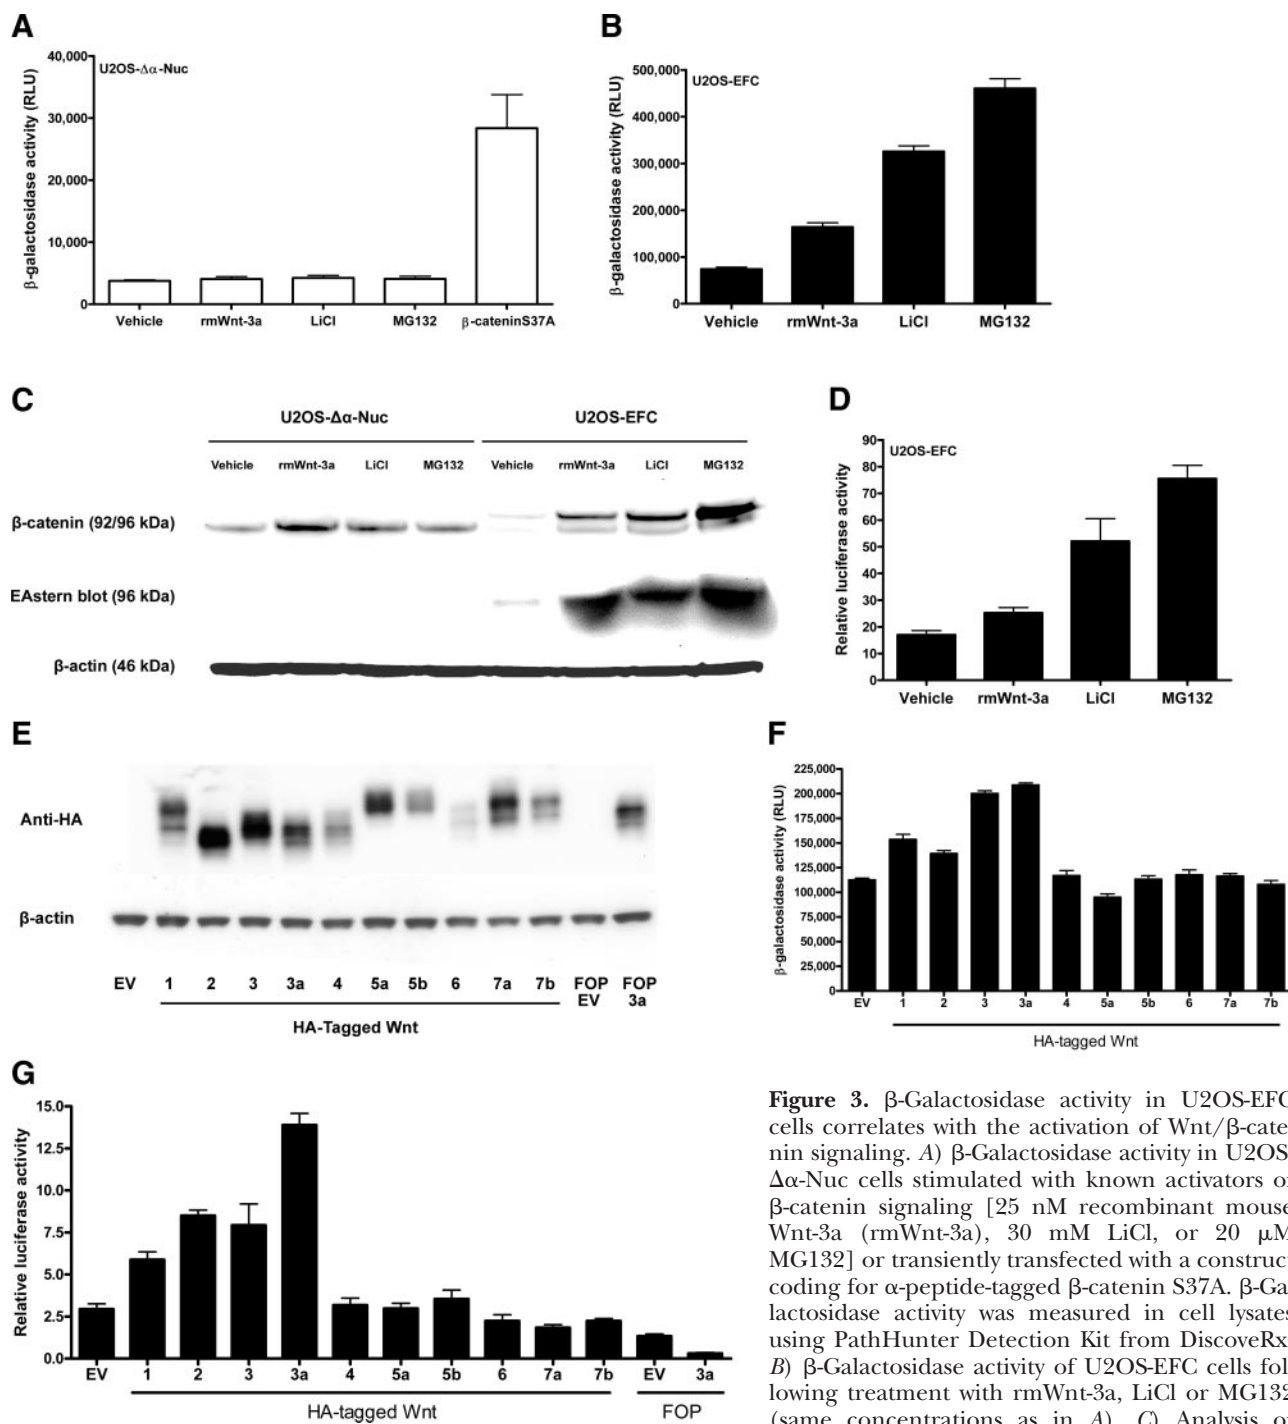 A
40,000
30,000
20,000
10,000
0
β-galactosidase activity (RLU)
U2OS-Δα-Nuc
Vehicle rmWnt-3a LiCl MG132 β-cateninS37A
B
500,000
400,000
300,000
200,000
100,000
0
β-galactosidase activity (RLU)
U2OS-EFC
Vehicle rmWnt-3a LiCl MG132
C
U2OS-Δα-Nuc U2OS-EFC
Vehicle rmWnt-3a LiCl MG132 Vehicle rmWnt-3a LiCl MG132
β-catenin (92/96 kDa)
EAstern blot (96 kDa)
β-actin (46 kDa)
D
90
80
70
60
50
40
30
20
10
0
Relative luciferase activity
U2OS-EFC
Vehicle rmWnt-3a LiCl MG132
E
Anti-HA
β-actin
EV 1 2 3 3a 4 5a 5b 6 7a 7b FOP FOP
EV 3a
HA-Tagged Wnt
F
225,000
200,000
175,000
150,000
125,000
100,000
75,000
50,000
25,000
0
β-galactosidase activity (RLU)
EV 1 2 3 3a 4 5a 5b 6 7a 7b
HA-tagged Wnt
G
15.0
12.5
10.0
7.5
5.0
2.5
0.0
Relative luciferase activity
EV 1 2 3 3a 4 5a 5b 6 7a 7b EV 3a
HA-tagged Wnt FOP
Figure 3. β-Galactosidase activity in U2OS-EFC
cells correlates with the activation of Wnt/β-cate
nin signaling. A) β-Galactosidase activity in U2OS
Δα-Nuc cells stimulated with known activators o
β-catenin signaling [25 nM recombinant mouse
Wnt-3a (rmWnt-3a), 30 mM LiCl, or 20 μM
MG132] or transiently transfected with a construc
coding for α-peptide-tagged β-catenin S37A. β-Ga
lactosidase activity was measured in cell lysates
using PathHunter Detection Kit from DiscoveRx
B) β-Galactosidase activity of U2OS-EFC cells fol
lowing treatment with rmWnt-3a, LiCl or MG132
(same concentrations as in A). C) Analysis o